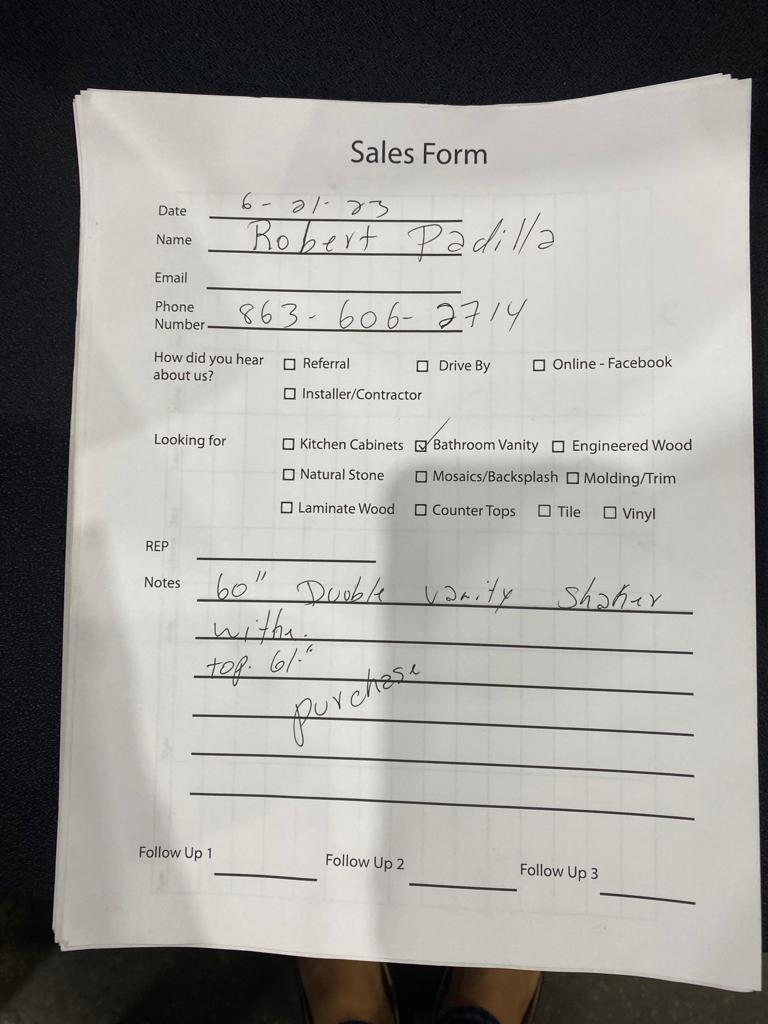 Sales Form
Date 6-21-23
Name Robert Padilla
Email
Phone Number 863-606-2714
How did you hear about us? ☐ Referral ☐ Drive By ☐ Online - Facebook
☐ Installer/Contractor
Looking for ☐ Kitchen Cabinets ☑ Bathroom Vanity ☐ Engineered Wood
☐ Natural Stone ☐ Mosaics/Backsplash ☐ Molding/Trim
☐ Laminate Wood ☐ Counter Tops ☐ Tile ☐ Vinyl
REP
Notes 60" Duoble vanity Shaker
withe.
top. 61."
purchase
Follow Up 1 Follow Up 2 Follow Up 3